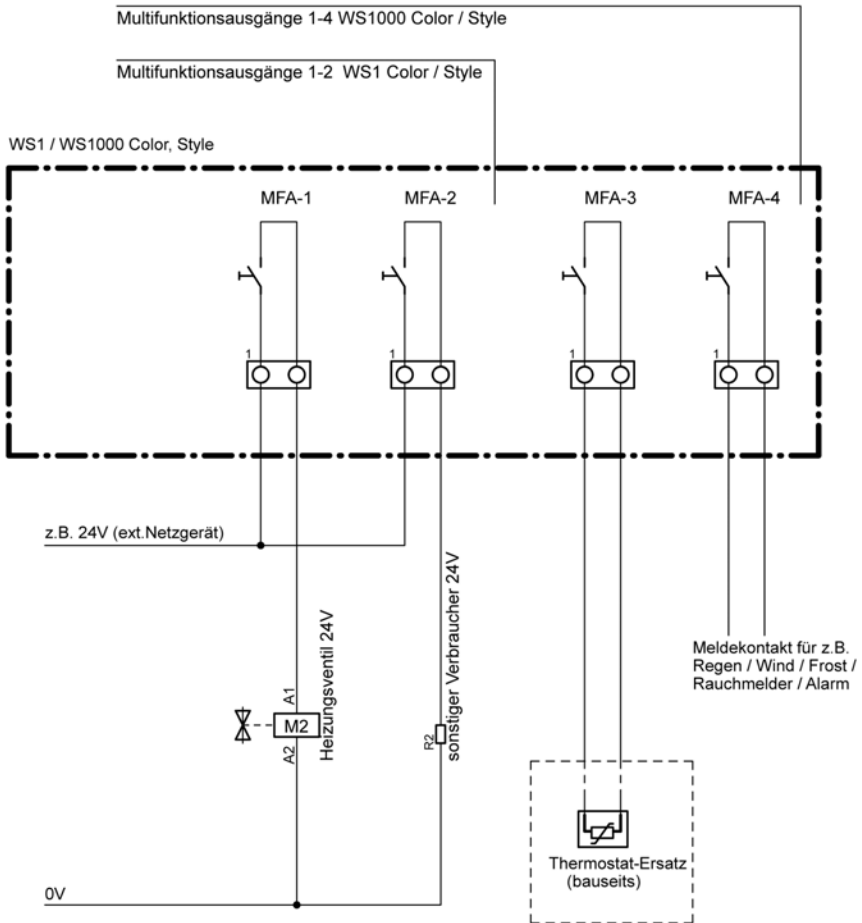 Multifunktionsausgänge 1-4 WS1000 Color / Style
Multifunktionsausgänge 1-2 WS1 Color / Style
WS1 / WS1000 Color, Style
MFA-1
MFA-2
MFA-3
MFA-4
1
1
1
1
z.B. 24V (ext.Netzgerät)
A1
M2
A2
Heizungsventil 24V
R2
sonstiger Verbraucher 24V
Meldekontakt für z.B.
Regen / Wind / Frost /
Rauchmelder / Alarm
Thermostat-Ersatz
(bauseits)
0V